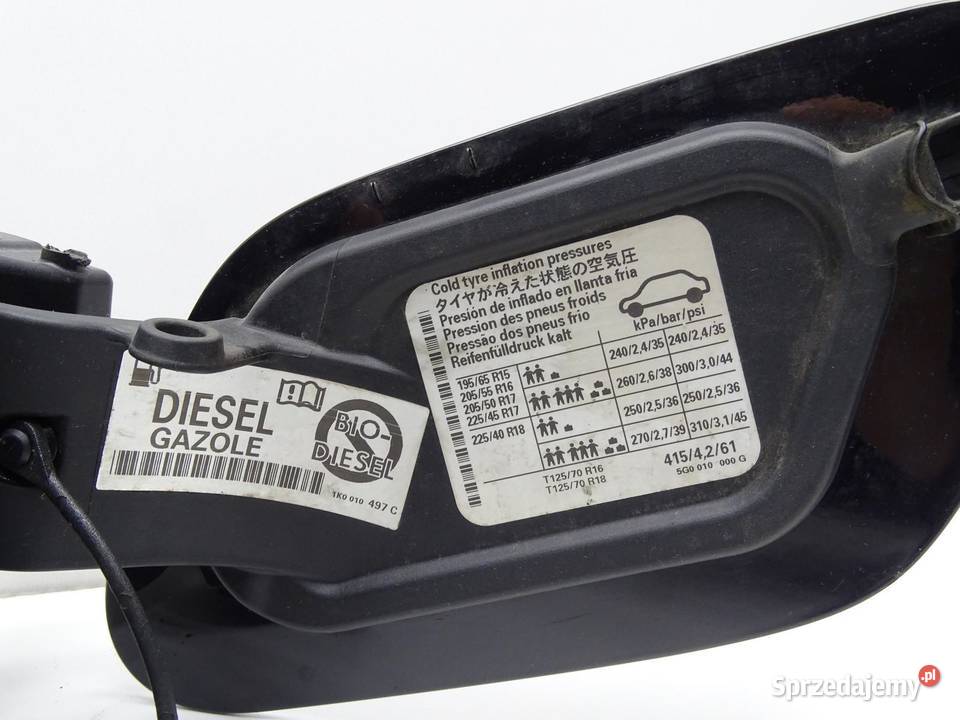 Cold tyre inflation pressures
タイヤが冷えた状態の空気圧
Presión de inflado en llanta fria
Pression des pneus froids
Pressão dos pneus frio
Reifenfülldruck kalt
kPa/bar/psi
195/65 R15
205/55 R16
205/50 R17
225/45 R17
240/2,4/35 240/2,4/35
260/2,6/38 300/3,0/44
225/40 R18
250/2,5/36 250/2,5/36
270/2,7/39 310/3,1/45
T125/70 R16
T125/70 R18
415/4,2/61
5G0 010 000 G
DIESEL
GAZOLE
BIO-
DIESEL
1K0 010 497 C
Sprzedajemy.pl